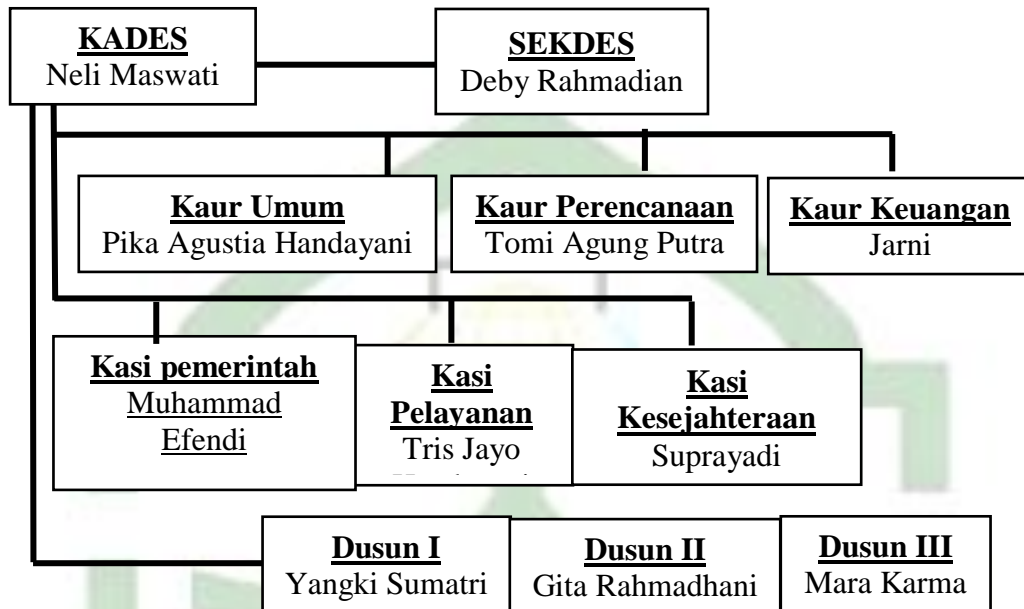 KADES
Neli Maswati
SEKDES
Deby Rahmadian
Kaur Umum
Pika Agustia Handayani
Kaur Perencanaan
Tomi Agung Putra
Kaur Keuangan
Jarni
Kasi pemerintah
Muhammad
Efendi
Kasi
Pelayanan
Tris Jayo
Kasi
Kesejahteraan
Suprayadi
Dusun I
Yangki Sumatri
Dusun II
Gita Rahmadhani
Dusun III
Mara Karma